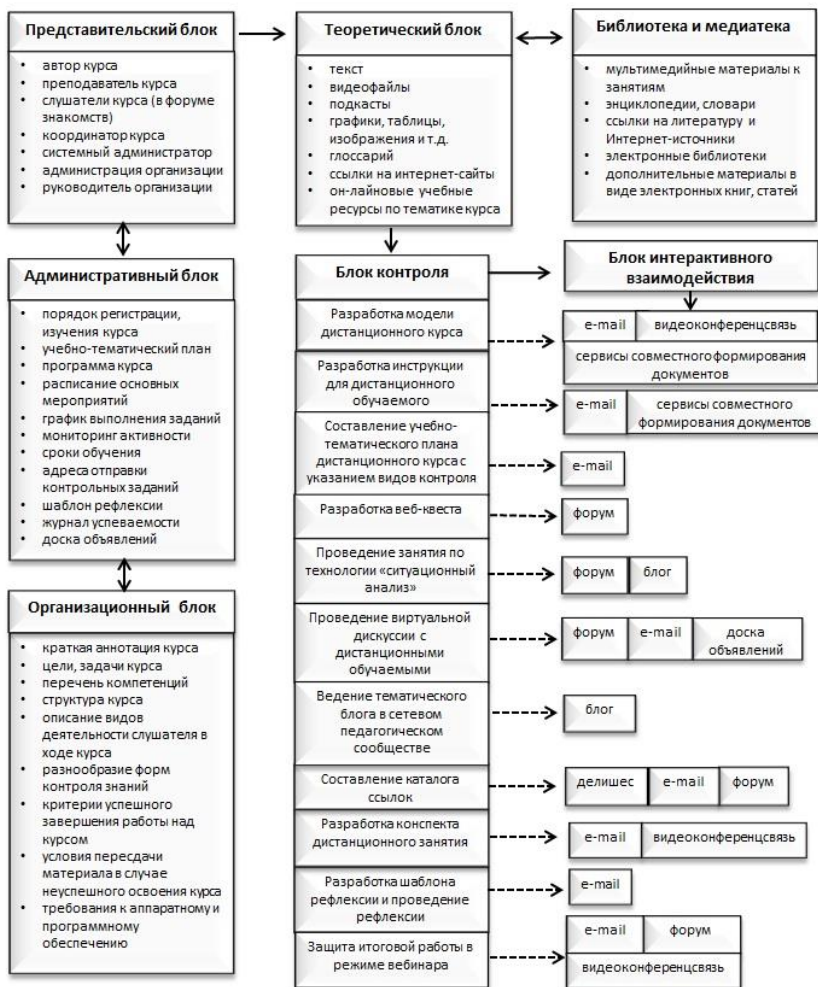 Представительский блок
• автор курса
• преподаватель курса
• слушатели курса (в форуме
знакомств)
• координатор курса
• системный администратор
• администрация организации
• руководитель организации
Теоретический блок
• текст
• видеофайлы
• подкасты
• графики, таблицы,
изображения и т.д.
• глоссарий
• ссылки на интернет-сайты
• он-лайновые учебные
ресурсы по тематике курса
Библиотека и медиатека
• мультимедийные материалы к
занятиям
• энциклопедии, словари
• ссылки на литературу и
Интернет-источники
• электронные библиотеки
• дополнительные материалы в
виде электронных книг, статей
Административный блок
• порядок регистрации,
изучения курса
• учебно-тематический план
• программа курса
• расписание основных
мероприятий
• график выполнения заданий
• мониторинг активности
• сроки обучения
• адреса отправки
контрольных заданий
• шаблон рефлексии
• журнал успеваемости
• доска объявлений
Организационный блок
• краткая аннотация курса
• цели, задачи курса
• перечень компетенций
• структура курса
• описание видов
деятельности слушателя в
ходе курса
• разнообразие форм
контроля знаний
• критерии успешного
завершения работы над
курсом
• условия пересдачи
материала в случае
неуспешного освоения курса
• требования к аппаратному и
программному
обеспечению
Блок контроля
Блок интерактивного
взаимодействия
Разработка модели
дистанционного курса
e-mail видеоконференцсвязь
сервисы совместного формирования
документов
Разработка инструкции
для дистанционного
обучаемого
e-mail сервисы совместного
формирования документов
Составление учебно-
тематического плана
дистанционного курса с
указанием видов контроля
e-mail
Разработка веб-квеста
форум
Проведение занятия по
технологии «ситуационный
анализ»
форум блог
Проведение виртуальной
дискуссии с
дистанционными
обучаемыми
форум e-mail доска
объявлений
Ведение тематического
блога в сетевом
педагогическом
сообществе
блог
Составление каталога
ссылок
делишес e-mail форум
Разработка конспекта
дистанционного занятия
e-mail видеоконференцсвязь
Разработка шаблона
рефлексии и проведение
рефлексии
e-mail
Защита итоговой работы в
режиме вебинара
e-mail форум
видеоконференцсвязь